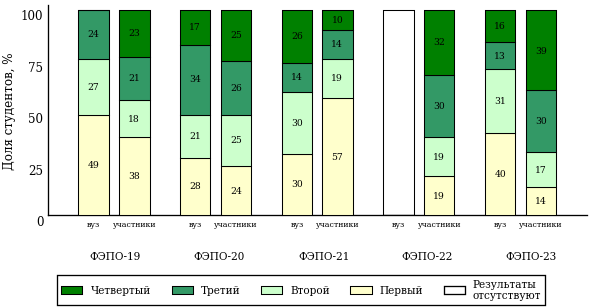 Доля студентов, %
100
75
50
25
0
24 23 17 25 26 10 32 16 39
27 21 34 26 14 14 30 13 30
49 18 21 25 30 19 19 31 17
38 28 24 30 57 19 40 14
вуз участники вуз участники вуз участники вуз участники вуз участники
ФЭПО-19 ФЭПО-20 ФЭПО-21 ФЭПО-22 ФЭПО-23
Четвертый Третий Второй Первый Результаты
отсутствуют